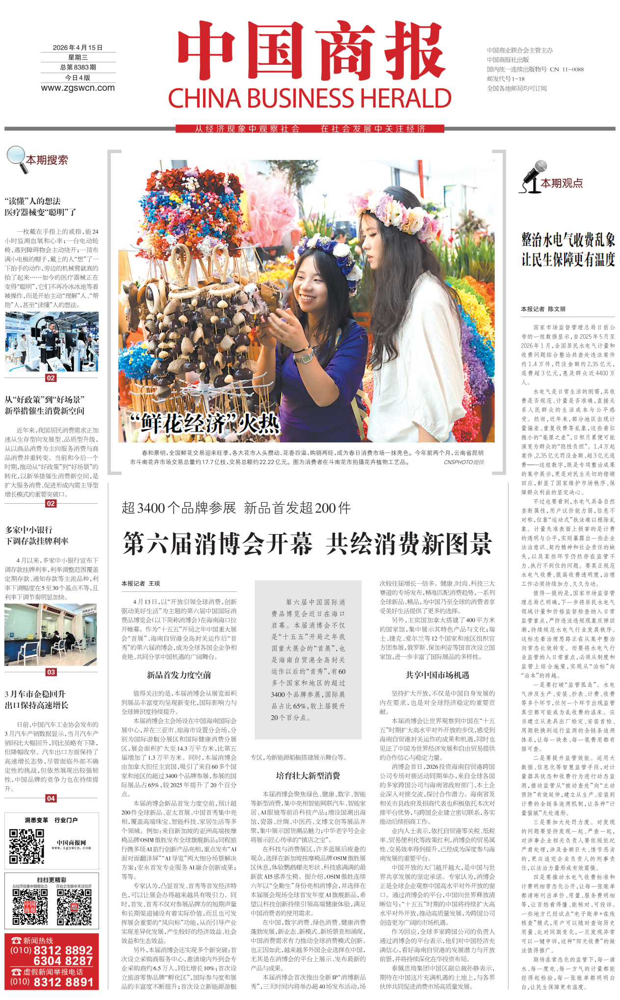 2026年4月15日
星期三
总第8383期
今日4版
www.zgswcn.com
中国商报
CHINA BUSINESS HERALD
中国商业联合会主管主办
中国商报社出版
国内统一连续出版物号 CN 11-0088
邮发代号1-18
全国各地邮局均可订阅
从经济现象中观察社会 在社会发展中关注经济
本期搜索
“读懂”人的想法
医疗器械变“聪明”了
一枚戴在手指上的戒指,能24
小时监测血氧和心率;一台电动轮
椅,遇到障碍物会主动绕开;一顶布
满小电极的帽子,戴上的人“想”了一
下抬手的动作,旁边的机械臂就真的
抬了起来……如今的医疗器械正在
变得“聪明”,它们不再冷冰冰地等着
被操作,而是开始主动“理解”人、“帮
助”人,甚至“读懂”人的想法。
02
从“好政策”到“好场景”
新举措催生消费新空间
近年来,我国居民消费需求正加
速从生存型向发展型、品质型升级,
从以商品消费为主向服务消费与商
品消费并重转变。当前和今后一个
时期,推动从“好政策”到“好场景”的
转化,以新举措催生消费新空间,是
扩大服务消费、促进形成内需主导型
增长模式的重要突破口。
02
多家中小银行
下调存款挂牌利率
4月以来,多家中小银行宣布下
调存款挂牌利率,利率调整范围覆盖
定期存款、通知存款等主流品种,利
率下调幅度在5至30个基点不等,且
利率下调节奏明显加快。
03
3月车市企稳回升
出口保持高速增长
日前,中国汽车工业协会发布的
3月汽车产销数据显示,当月汽车产
销环比大幅回升,同比虽略有下降,
但降幅收窄。汽车出口方面保持了
高速增长态势,尽管面临外部不确
定性的挑战,但依然展现出较强韧
性,中国品牌的竞争力也在持续提
升。
04
洞悉变革 行业门户
中国商报网
www.zgswcn.com
扫扫更精彩
从经济现象中观察社会 在社会发展中关注经济
中国商报
新闻热线
(010) 8312 8892
6304 8287
虚假新闻举报电话
(010) 8312 8891
“鲜花经济”火热
春和景明,全国鲜花交易迎来旺季,各大花市人头攒动、花香四溢,购销两旺,成为春日消费市场一抹亮色。今年前两个月,云南省昆明
市斗南花卉市场交易总量约17.7亿枝,交易总额约22.22亿元。图为消费者在斗南花市拍摄花卉植物工艺品。 CNSPHOTO提供
超3400个品牌参展 新品首发超200件
第六届消博会开幕 共绘消费新图景
本报记者 王琰
4月13日,以“开放引领全球消费,创新
驱动美好生活”为主题的第六届中国国际消
费品博览会(以下简称消博会)在海南海口拉
开帷幕。作为“十五五”开局之年中国重大展
会“首展”、海南自贸港全岛封关运作后“首
秀”的第六届消博会,成为全球各国企业争相
竞艳、共同分享中国机遇的广阔舞台。
新品首发力度空前
值得关注的是,本届消博会从展览面积
到展品丰富度均呈现新变化,国际影响力与
全球辨识度持续提升。
本届消博会主会场设在中国海南国际会
展中心,并在三亚市、琼海市设置分会场,分
别为国际游艇分展区和国际健康消费分展
区,展会面积扩大至14.3万平方米,比第五
届增加了1.3万平方米。同时,本届消博会
由加拿大担任主宾国,吸引了来自60多个国
家和地区的超过3400个品牌参展,参展的国
际展品占65%,较2025年提升了20个百分
点。
本届消博会新品首发力度空前,预计超
200件全球新品、亚太首展、中国首秀集中亮
相,覆盖高端珠宝、智能科技、家居生活等多
个领域。例如:来自新加坡的亚洲高端按摩
椅品牌OSIM傲胜发布全球旗舰新品;同程旅
行携多项AI旅行创新产品亮相,重点发布“AI
面对面翻译屏”“AI导览”两大细分场景解决
方案;安永首发专业服务AI融合创新成果;
等等。
专家认为,凸显首发、首秀等首发经济特
色,可以让展会办得越来越具有吸引力。同
时,首发、首秀不仅对参展品牌方的短期声量
和长期渠道铺设有着实际价值,而且也可发
挥展会重要的“风向标”功能,从而引导产业
实现差异化发展,产生较好的经济效益、社会
效益和生态效益。
另外,本届消博会还实现多个新突破:首
次设立采购商服务中心,邀请境内外到会专
业采购商约6.5万人,同比增长10%;首次设
立旅游零售品牌“孵化区”,国际参与度和展
品的丰富度不断提升;首次设立新能源游艇
第六届中国国际消
费品博览会近日在海口
启幕。本届消博会不仅
是“十五五”开局之年我
国重大展会的“首展”,也
是海南自贸港全岛封关
运作以后的“首秀”,有60
多个国家和地区的超过
3400个品牌参展,国际展
品占比65%,较上届提升
20个百分点。
专区,为新能源船艇搭建展示舞台等。
培育壮大新型消费
本届消博会聚焦绿色、健康、数字、智能
等新型消费,集中亮相智能网联汽车、智能家
居、AI眼镜等前沿科技产品;增设国潮出海
馆,瓷器、丝绸、中医药、文博文创等展品齐
聚,集中展示国货潮品魅力;中华老字号企业
将展示匠心传承的“镇店之宝”。
在科技与消费展区,许多逛展后疲惫的
观众,选择在新加坡按摩椅品牌OSIM傲胜展
区休息,体验鹦鹉螺壳形状、科技感满满的最
新款AI5感养生椅。据介绍,OSIM傲胜连续
六年以“全勤生”身份亮相消博会,并选择在
本届展会现场全球首发年度AI旗舰新品,希
望以科技创新持续引领高端健康体验,满足
中国消费者的使用需求。
在中国,数字消费、绿色消费、健康消费
蓬勃发展,新业态、新模式、新场景竞相涌现,
中国消费需求有力推动全球消费模式创新。
也正因如此,越来越多外国企业选择在中国,
尤其是在消博会的平台上展示、发布最新的
产品与成果。
本届消博会首次推出全新IP“消博新品
秀”,三天时间内将举办超40场发布活动,场
次较往届增长一倍多。健康、时尚、科技三大
赛道的专场发布,精准匹配消费趋势,一系列
全球新品、精品,为中国乃至全球的消费者享
受美好生活提供了更多的选择。
另外,主宾国加拿大搭建了400平方米
的国家馆,集中展示其特色产品与文化;瑞
士、捷克、爱尔兰等12个国家和地区组织官
方团参展,俄罗斯、保加利亚等国首次设立国
家馆,进一步丰富了国际展品的多样性。
共享中国市场机遇
坚持扩大开放,不仅是中国自身发展的
内在要求,也是对全球经济稳定的重要贡
献。
本届消博会让世界观察到中国在“十五
五”时期扩大高水平对外开放的步伐,感受到
海南自贸港封关运作的成果和机遇,同时也
见证了中国为世界经济发展和自由贸易提供
的合作信心与稳定力量。
消博会首日,2026投资海南自贸港跨国
公司专场对接活动同期举办,来自全球各国
的多家跨国公司与海南省政府部门、本土企
业深入对接交流,探讨合作潜力。海南省及
相关市县政府及招商代表也积极依托本次对
接平台优势,与跨国企业建立密切联系,务实
推动后续招商工作。
业内人士表示,依托自贸港零关税、低税
率、贸易便利化等政策红利,消博会的贸易属
性、交易效率得到提升,已经成为深度参与海
南发展的重要平台。
中国开放的大门越开越大,是中国与世
界共享发展的坚定承诺。专家认为,消博会
正是全球企业观察中国高水平对外开放的窗
口。通过消博会的平台,中国向世界释放清
晰信号:“十五五”时期的中国将持续扩大高
水平对外开放,推动高质量发展,为跨国公司
创造更为广阔的市场机遇。
作为回应,全球多家跨国公司的负责人
通过消博会的平台表示,他们对中国经济充
满信心,看好海南自贸港的发展潜力与开放
前景,并将持续深化在华投资布局。
泰佩思琦集团中国区副总裁孙静表示,
期待在中国这片充满机遇的土地上,与各界
伙伴共同促进消费市场高质量发展。
本期观点
整治水电气收费乱象
让民生保障更有温度
本报记者 陈文丽
国家市场监督管理总局日前公
布的一组数据显示,自2025年5月至
2026年1月,全国居民水电气计量和
收费问题综合整治共查处违法案件
约1.4万件,罚没金额约2.35亿元,
退费超3亿元,惠及群众近4400万
人。
水电气是日常生活的刚需,其收
费是否规范、计量是否准确,直接关
系人民群众的生活成本与公平感
受。然而,近年来,部分地区出现计
量偏差、重复收费等乱象,这些看似
微小的“毫厘之差”,日积月累便可能
演变为群众的“隐性负担”。1.4万起
案件、2.35亿元罚没金额、超3亿元退
费——这组数字,既是专项整治成果
的集中展示,更是对民生关切的铿锵
回应,彰显了国家维护市场秩序、保
障群众利益的坚定决心。
不过也要看到,水电气具备自然
垄断属性,用户议价能力弱,信息不
对称,仅靠“运动式”执法难以根除乱
象。计量失准表面上损害的是计费
的透明与公平,实则暴露出一些企业
法治意识、契约精神和社会责任的缺
失,以及某些环节仍然存在监管不
力、执行不到位的问题。要真正规范
水电气收费、提高收费透明度,治理
工作必须持续加力、久久为功。
值得一提的是,国家市场监督管
理总局已明确,下一步将居民水电气
领域计量和价格监督检查纳入日常
监管重点,严防违法违规现象反弹回
潮,持续规范水电气行业发展秩序。
这标志着治理思路正在从集中整治
向常态长效转变。而要将水电气行
业监管纳入日常重点,必须从制度和
监管上综合施策,实现从“治标”向
“治本”的跨越。
一是要打破“监管孤岛”。水电
气涉及生产、安装、抄表、计费、收费
等多个环节,任何一个环节出现监管
真空都可能成为乱收费的温床。应
当建立从表具出厂检定、安装首检、
周期轮换到运行监测的全链条追溯
体系,让每一块表、每一笔费用都有
据可查。
二是要提升监管效能。运用大
数据、信息化等智慧监管手段,对计
量器具状态和收费行为进行动态监
测,推动监管从“被动查处”向“主动
预防”有效延伸,建立从生产、安装到
计费的全链条追溯机制,让各种“计
量猫腻”无处遁形。
三是要加大处罚力度。对发现
的问题要坚持发现一起、严查一起,
对涉事企业相关负责人要依规依纪
严肃处理,涉及金额巨大、情节恶劣
的,更应追究企业负责人的刑事责
任,以法治力量形成有效震慑。
四是要推动水电气收费标准和
计费明细常态化公开,让每一张账单
都清晰列出单价、用量、服务费明细
等,让百姓看得懂、能核对、可投诉。
一些地方已经试点“电子账单+在线
核查”模式,用户可以随时查询历史
用量、比对同期变化,一旦发现异常
可以一键申诉,这种“阳光收费”的做
法值得推广。
期待在常态化的监管下,每一滴
水、每一度电、每一方气的计量都能
经得起检验,每一张账单都明明白
白,让民生保障更有温度。